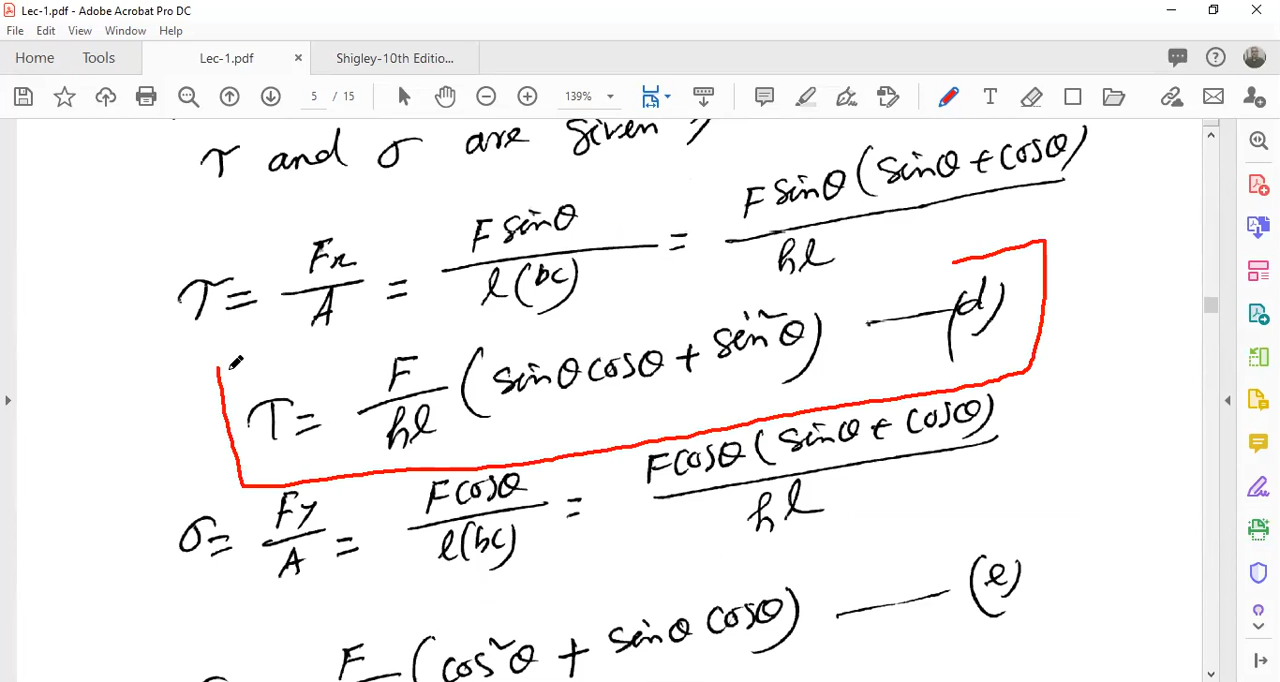 Lec-1.pdf - Adobe Acrobat Pro DC
File Edit View Window Help
Home Tools Lec-1.pdf × Shigley-10th Editio...
5 / 15 139%
τ and σ are given
τ = Fx/A = F sinθ / l(bc) = F sinθ (sinθ + cosθ) / hl
τ = F/hl (sinθ cosθ + sin²θ) — (d)
σ = Fy/A = F cosθ / l(bc) = F cosθ (sinθ + cosθ) / hl
F (cos²θ + sinθ cosθ) — (e)